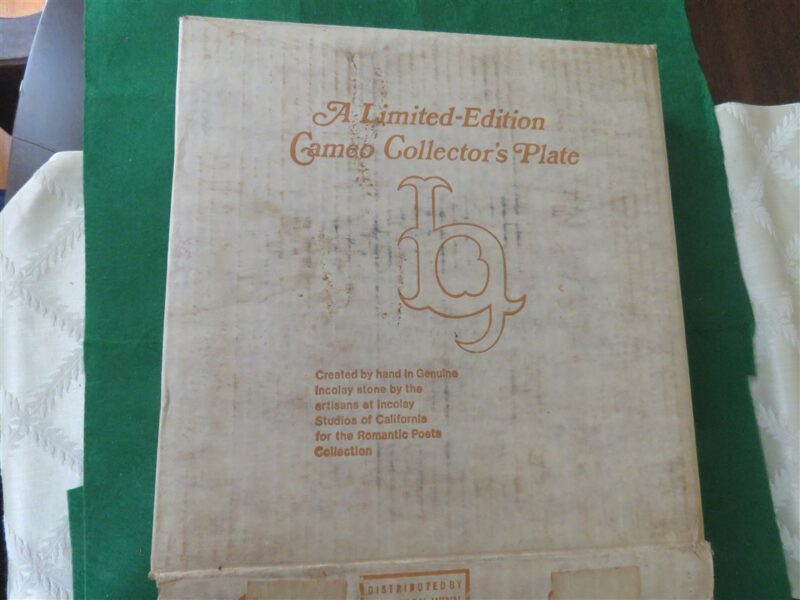 A Limited-Edition
Cameo Collector's Plate
Created by hand in Genuine
Incolay stone by the
artisans at Incolay
Studios of California
for the Romantic Poets
Collection
DISTRIBUTED BY